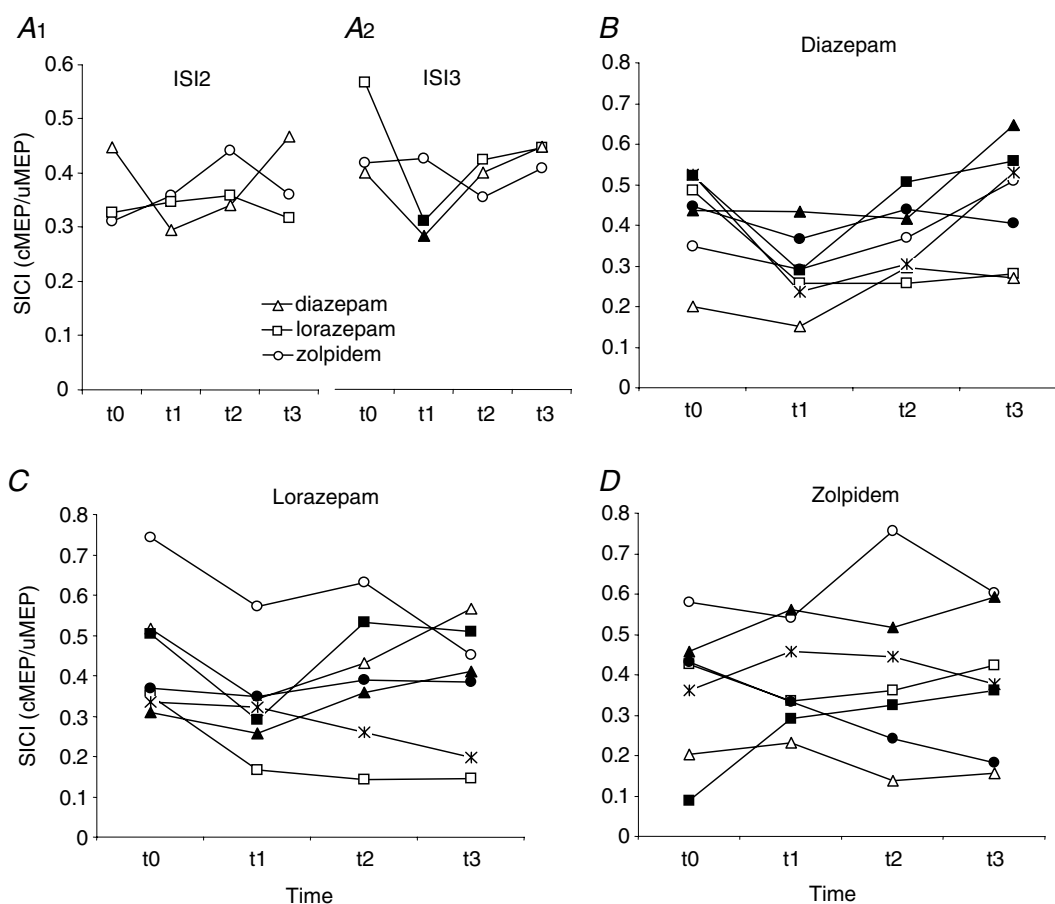 A1
A2
B
Diazepam
ISI2
ISI3
SICI (cMEP/uMEP)
0.6
0.5
0.4
0.3
0.2
0.1
0
diazepam
lorazepam
zolpidem
t0 t1 t2 t3
t0 t1 t2 t3
0.8
0.7
0.6
0.5
0.4
0.3
0.2
0.1
0
t0 t1 t2 t3
C
Lorazepam
SICI (cMEP/uMEP)
0.8
0.7
0.6
0.5
0.4
0.3
0.2
0.1
0
t0 t1 t2 t3
Time
D
Zolpidem
0.8
0.7
0.6
0.5
0.4
0.3
0.2
0.1
0
t0 t1 t2 t3
Time